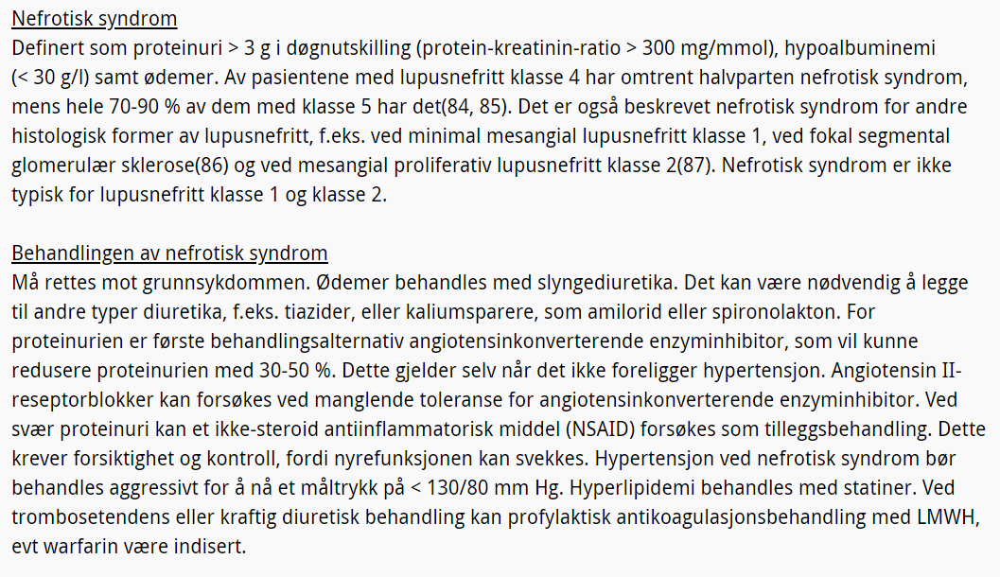 Nefrotisk syndrom
Definert som proteinuri > 3 g i døgnutskilling (protein-kreatinin-ratio > 300 mg/mmol), hypoalbuminemi
(< 30 g/l) samt ødemer. Av pasientene med lupusnefritt klasse 4 har omtrent halvparten nefrotisk syndrom,
mens hele 70-90 % av dem med klasse 5 har det(84, 85). Det er også beskrevet nefrotisk syndrom for andre
histologisk former av lupusnefritt, f.eks. ved minimal mesangial lupusnefritt klasse 1, ved fokal segmental
glomerulær sklerose(86) og ved mesangial proliferativ lupusnefritt klasse 2(87). Nefrotisk syndrom er ikke
typisk for lupusnefritt klasse 1 og klasse 2.
Behandlingen av nefrotisk syndrom
Må rettes mot grunnsykdommen. Ødemer behandles med slyngediuretika. Det kan være nødvendig å legge
til andre typer diuretika, f.eks. tiazider, eller kaliumsparere, som amilorid eller spironolakton. For
proteinurien er første behandlingsalternativ angiotensinkonverterende enzyminhibitor, som vil kunne
redusere proteinurien med 30-50 %. Dette gjelder selv når det ikke foreligger hypertensjon. Angiotensin II-
reseptorblokker kan forsøkes ved manglende toleranse for angiotensinkonverterende enzyminhibitor. Ved
svær proteinuri kan et ikke-steroid antiinflammatorisk middel (NSAID) forsøkes som tilleggsbehandling. Dette
krever forsiktighet og kontroll, fordi nyrefunksjonen kan svekkes. Hypertensjon ved nefrotisk syndrom bør
behandles aggressivt for å nå et måltrykk på < 130/80 mm Hg. Hyperlipidemi behandles med statiner. Ved
trombosetendens eller kraftig diuretisk behandling kan profylaktisk antikoagulasjonsbehandling med LMWH,
evt warfarin være indisert.